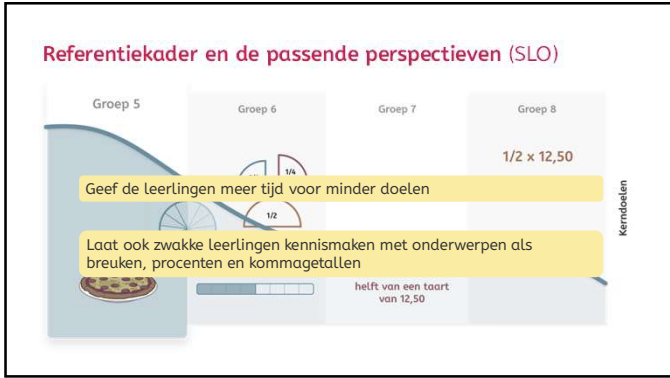 Referentiekader en de passende perspectieven (SLO)
Groep 5
Groep 6
Groep 7
Groep 8
1/2 x 12,50
1/4
Geef de leerlingen meer tijd voor minder doelen
1/2
Laat ook zwakke leerlingen kennismaken met onderwerpen als
breuken, procenten en kommagetallen
helft van een taart
van 12,50
Kerndoelen